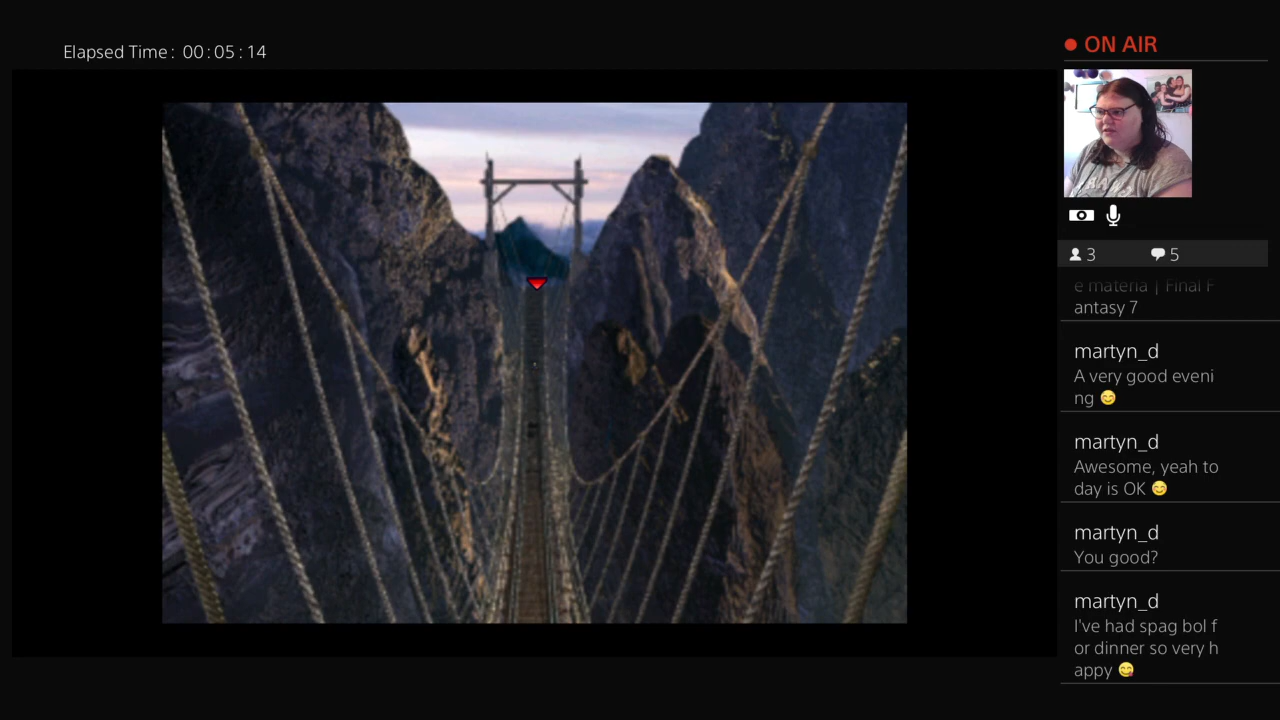 Elapsed Time: 00:05:14
ON AIR
3
5
e materia | Final F
antasy 7
martyn_d
A very good eveni
ng 😊
martyn_d
Awesome, yeah to
day is OK 😊
martyn_d
You good?
martyn_d
I've had spag bol f
or dinner so very h
appy 😋